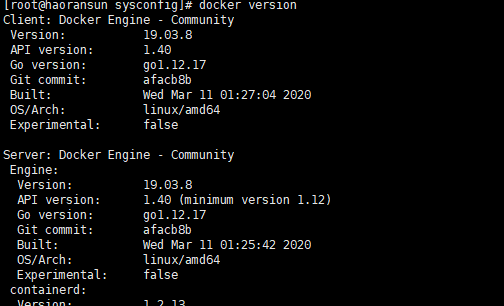 [root@haoransun sysconfig]# docker version
Client: Docker Engine - Community
Version: 19.03.8
API version: 1.40
Go version: go1.12.17
Git commit: afacb8b
Built: Wed Mar 11 01:27:04 2020
OS/Arch: linux/amd64
Experimental: false
Server: Docker Engine - Community
Engine:
Version: 19.03.8
API version: 1.40 (minimum version 1.12)
Go version: go1.12.17
Git commit: afacb8b
Built: Wed Mar 11 01:25:42 2020
OS/Arch: linux/amd64
Experimental: false
containerd:
Version: 1.2.13